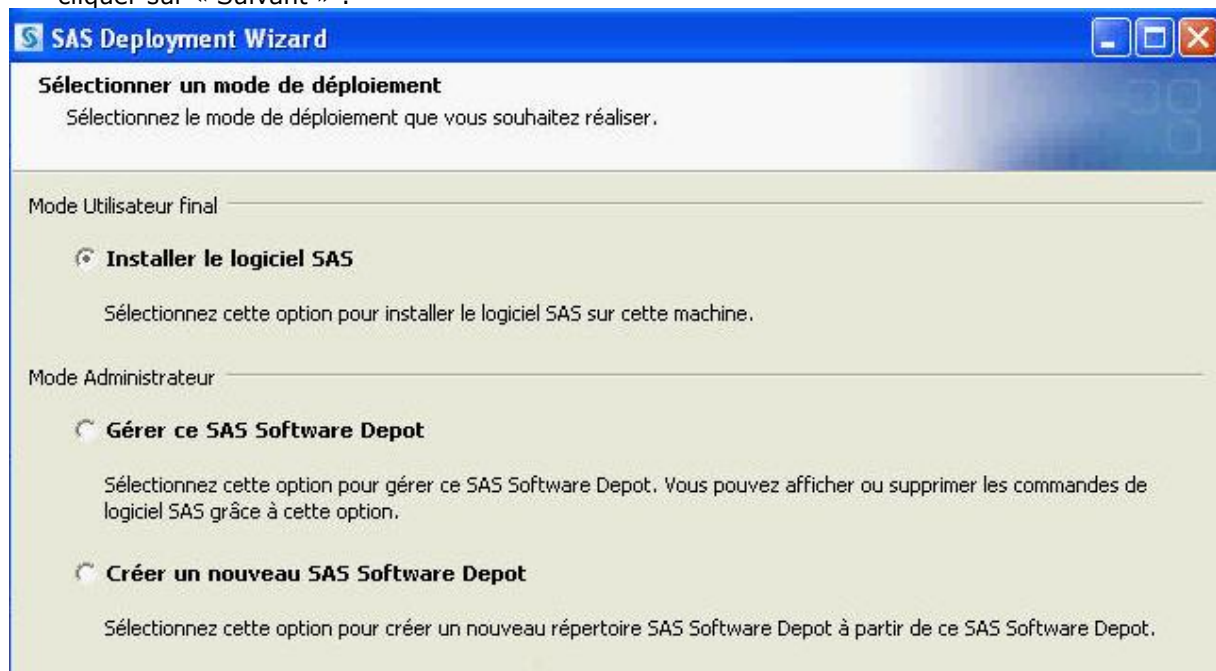 cliquer sur « Suivant » :
SAS Deployment Wizard
Sélectionner un mode de déploiement
Sélectionnez le mode de déploiement que vous souhaitez réaliser.
Mode Utilisateur final
Installer le logiciel SAS
Sélectionnez cette option pour installer le logiciel SAS sur cette machine.
Mode Administrateur
Gérer ce SAS Software Depot
Sélectionnez cette option pour gérer ce SAS Software Depot. Vous pouvez afficher ou supprimer les commandes de
logiciel SAS grâce à cette option.
Créer un nouveau SAS Software Depot
Sélectionnez cette option pour créer un nouveau répertoire SAS Software Depot à partir de ce SAS Software Depot.